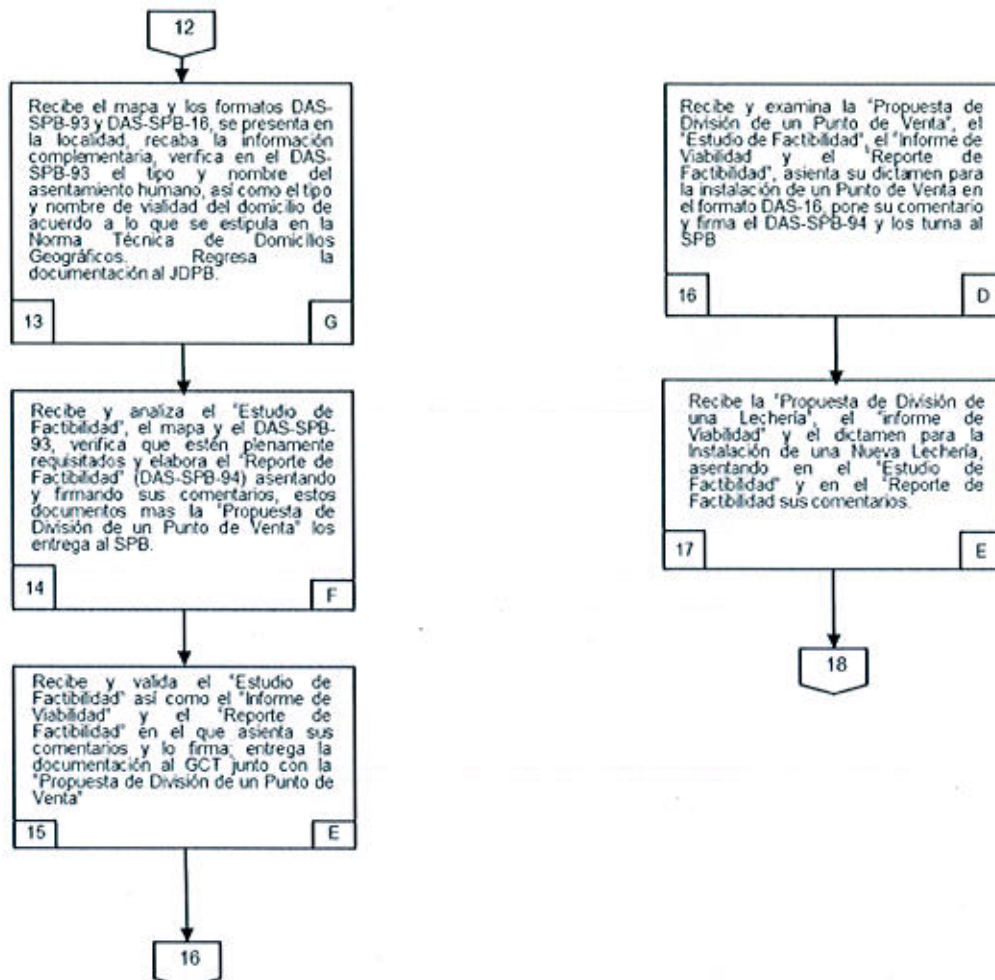 12
Recibe el mapa y los formatos DAS-
SPB-93 y DAS-SPB-16, se presenta en
la localidad, recaba la información
complementaria, verifica en el DAS-
SPB-93 el tipo y nombre del
asentamiento humano, así como el tipo
y nombre de vialidad del domicilio de
acuerdo a lo que se estipula en la
Norma Técnica de Domicilios
Geográficos. Regresa la
documentación al JDPB.
13
G
Recibe y analiza el "Estudio de
Factibilidad", el mapa y el DAS-SPB-
93, verifica que estén plenamente
requisitados y elabora el "Reporte de
Factibilidad" (DAS-SPB-94) asentando
y firmando sus comentarios, estos
documentos mas la "Propuesta de
División de un Punto de Venta" los
entrega al SPB.
14
F
Recibe y valida el "Estudio de
Factibilidad" así como el "Informe de
Viabilidad" y el "Reporte de
Factibilidad" en el que asienta sus
comentarios y lo firma; entrega la
documentación al GCT junto con la
"Propuesta de División de un Punto de
Venta"
15
E
16
Recibe y examina la "Propuesta de
División de un Punto de Venta", el
"Estudio de Factibilidad", el "Informe de
Viabilidad y el "Reporte de
Factibilidad", asienta su dictamen para
la instalación de un Punto de Venta en
el formato DAS-16, pone su comentario
y firma el DAS-SPB-94 y los turna al
SPB
16
D
Recibe la "Propuesta de División de
una Lechería", el "informe de
Viabilidad" y el dictamen para la
Instalación de una Nueva Lechería,
asentando en el "Estudio de
Factibilidad" y en el "Reporte de
Factibilidad sus comentarios.
17
E
18